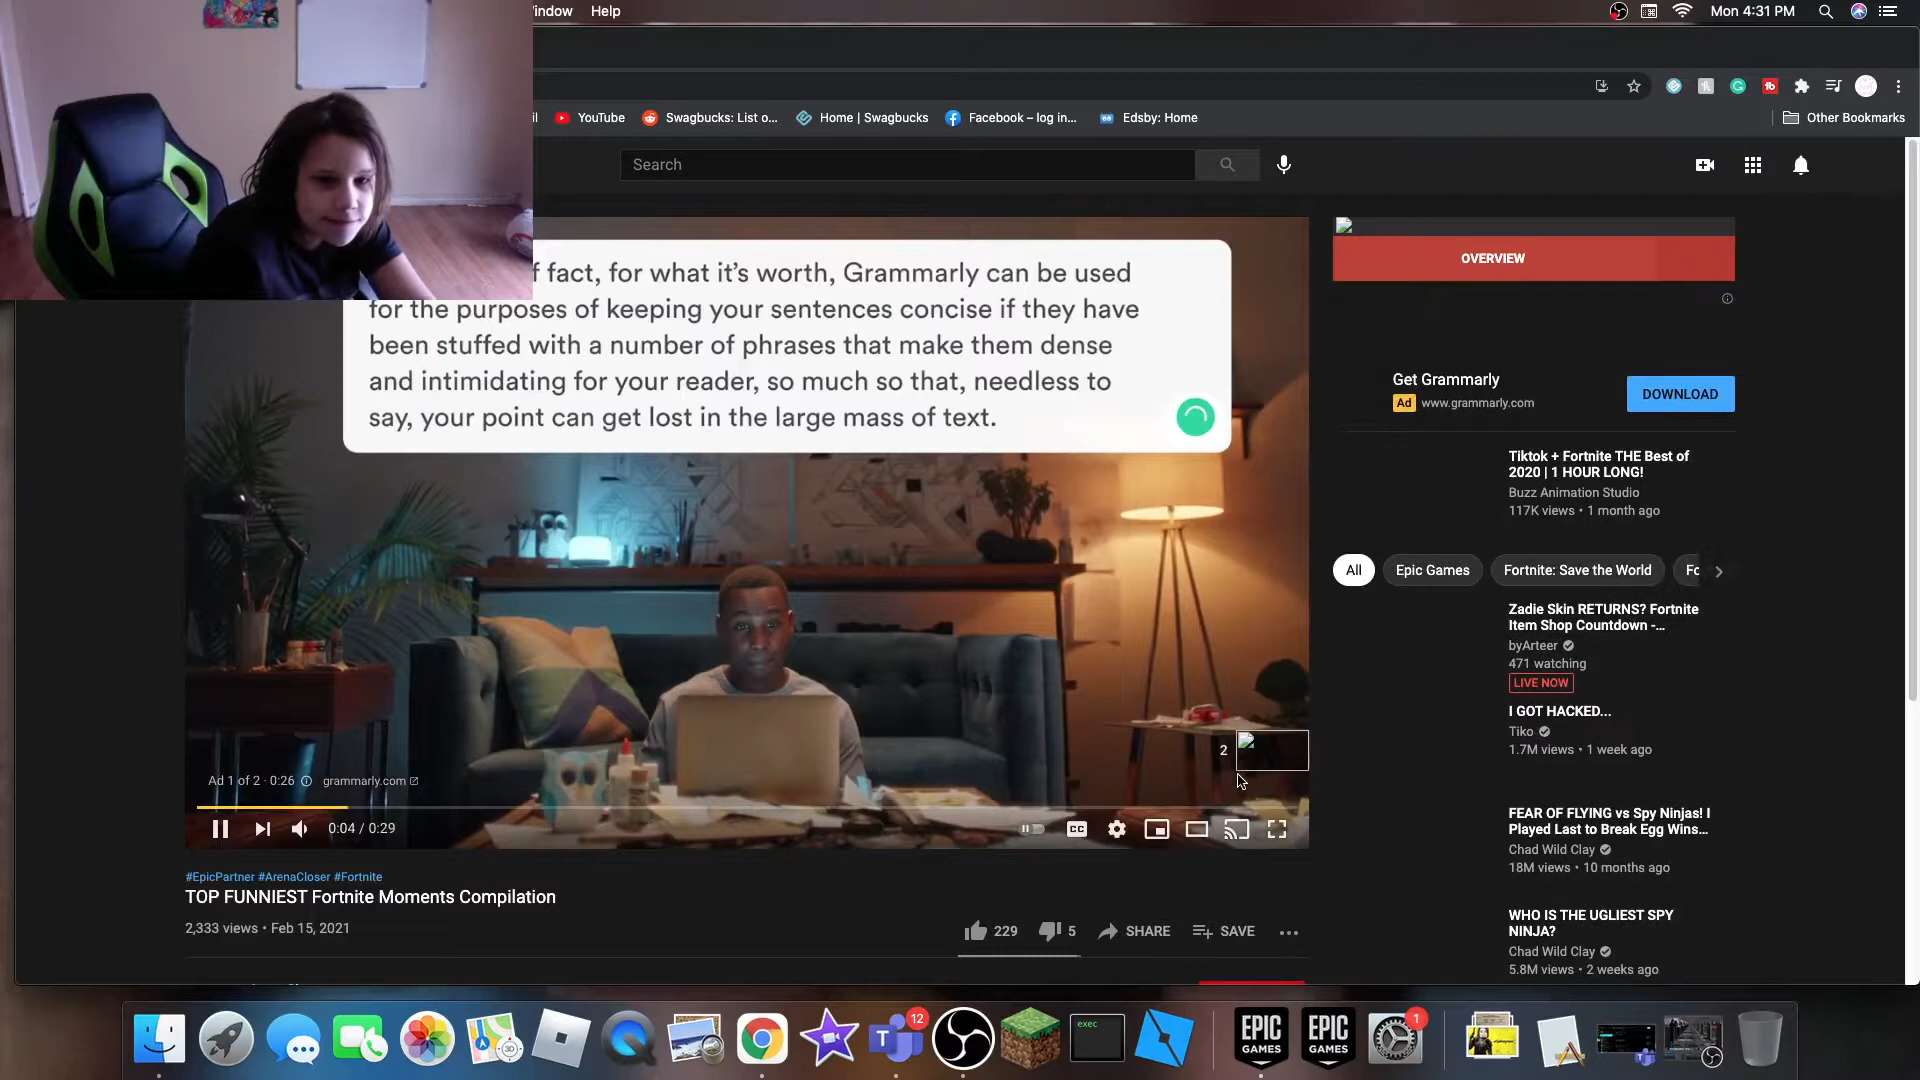 indow Help
Mon 4:31 PM
il YouTube Swagbucks: List o... Home | Swagbucks Facebook – log in... Edsby: Home
Other Bookmarks
Search
f fact, for what it's worth, Grammarly can be used
for the purposes of keeping your sentences concise if they have
been stuffed with a number of phrases that make them dense
and intimidating for your reader, so much so that, needless to
say, your point can get lost in the large mass of text.
2
Ad 1 of 2 · 0:26 grammarly.com
0:04 / 0:29
CC
#EpicPartner #ArenaCloser #Fortnite
TOP FUNNIEST Fortnite Moments Compilation
2,333 views • Feb 15, 2021
229 5 SHARE SAVE
OVERVIEW
Get Grammarly
Ad www.grammarly.com
DOWNLOAD
Tiktok + Fortnite THE Best of
2020 | 1 HOUR LONG!
Buzz Animation Studio
117K views • 1 month ago
All Epic Games Fortnite: Save the World Fo
Zadie Skin RETURNS? Fortnite
Item Shop Countdown -...
byArteer
471 watching
LIVE NOW
I GOT HACKED...
Tiko
1.7M views • 1 week ago
FEAR OF FLYING vs Spy Ninjas! I
Played Last to Break Egg Wins...
Chad Wild Clay
18M views • 10 months ago
WHO IS THE UGLIEST SPY
NINJA?
Chad Wild Clay
5.8M views • 2 weeks ago
3D
12
exec
EPIC
GAMES
EPIC
GAMES
1